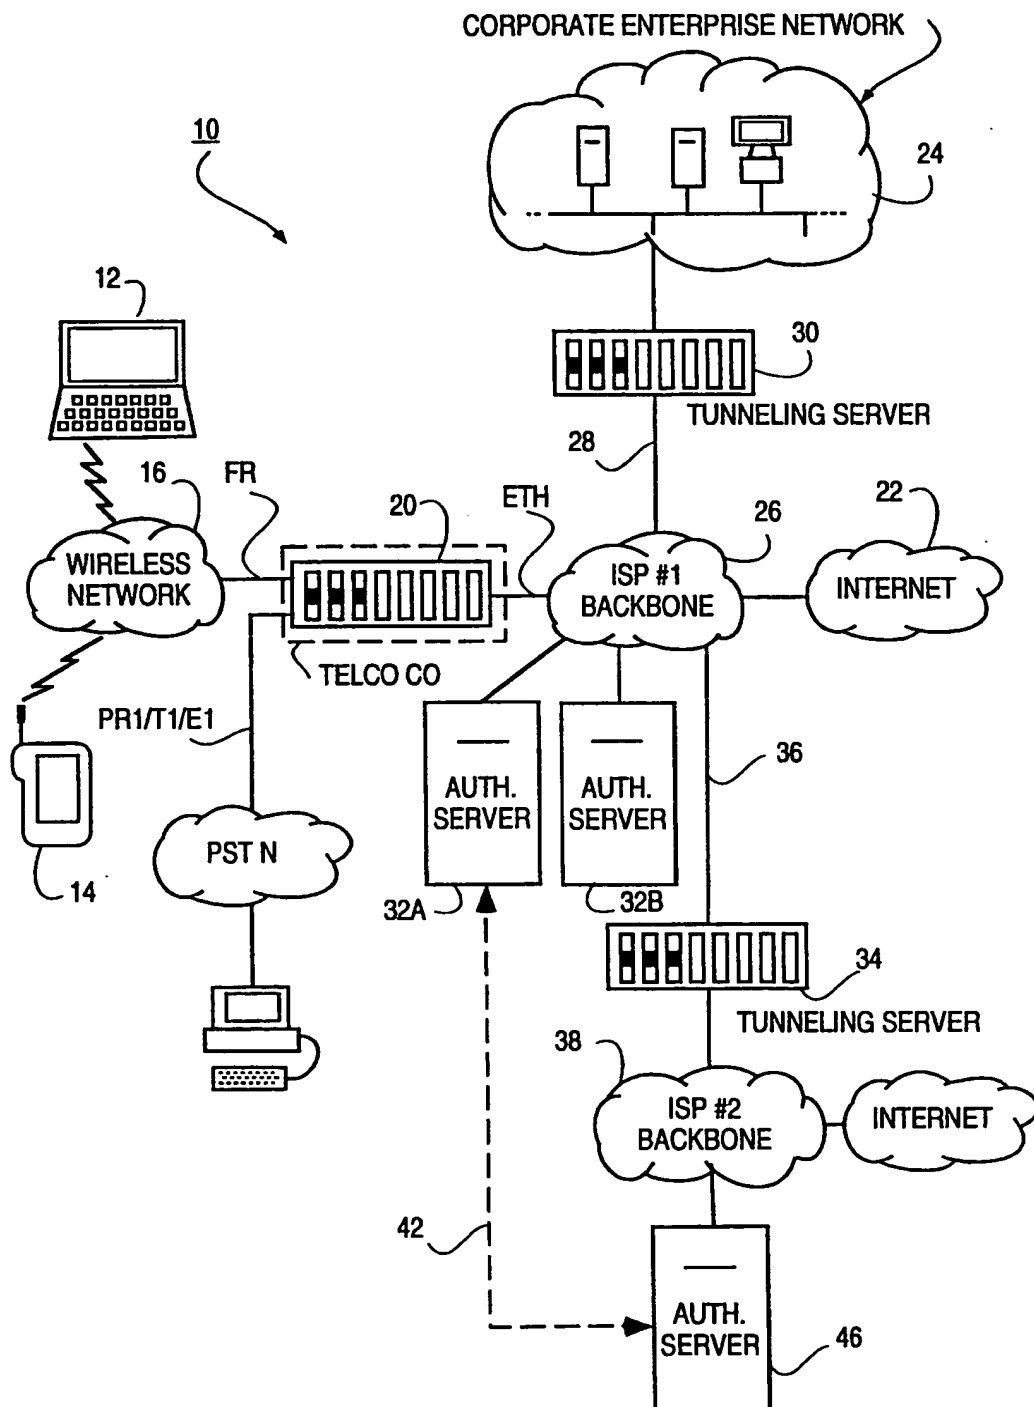 CORPORATE ENTERPRISE NETWORK
10
24
12
30
TUNNELING SERVER
28
16
FR
20
ETH
26
22
WIRELESS
NETWORK
ISP #1
BACKBONE
INTERNET
TELCO CO
PR1/T1/E1
36
AUTH.
SERVER
AUTH.
SERVER
PST N
14
32A
32B
34
TUNNELING SERVER
38
ISP #2
BACKBONE
INTERNET
42
AUTH.
SERVER
46